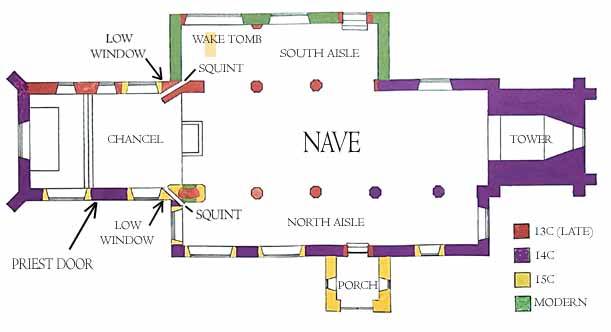 LOW
WINDOW
WAKE TOMB
SOUTH AISLE
SQUINT
CHANCEL
NAVE
TOWER
SQUINT
LOW
WINDOW
NORTH AISLE
PRIEST DOOR
PORCH
13C (LATE)
14C
15C
MODERN